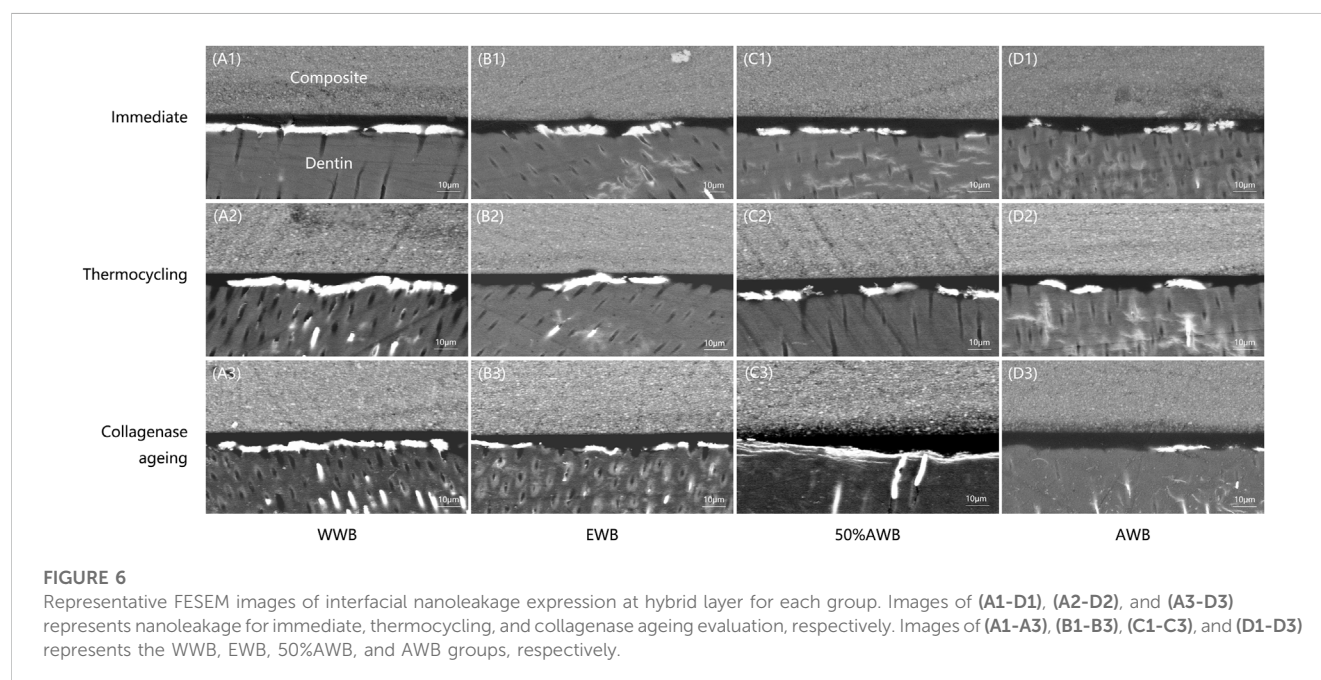 (A1) (B1) (C1) (D1)
Composite
Immediate
Dentin
10μm 10μm 10μm 10μm
(A2) (B2) (C2) (D2)
Thermocycling
10μm 10μm 10μm 10μm
(A3) (B3) (C3) (D3)
Collagenase
ageing
10μm 10μm 10μm 10μm
WWB EWB 50%AWB AWB
FIGURE 6
Representative FESEM images of interfacial nanoleakage expression at hybrid layer for each group. Images of (A1-D1), (A2-D2), and (A3-D3)
represents nanoleakage for immediate, thermocycling, and collagenase ageing evaluation, respectively. Images of (A1-A3), (B1-B3), (C1-C3), and (D1-D3)
represents the WWB, EWB, 50%AWB, and AWB groups, respectively.